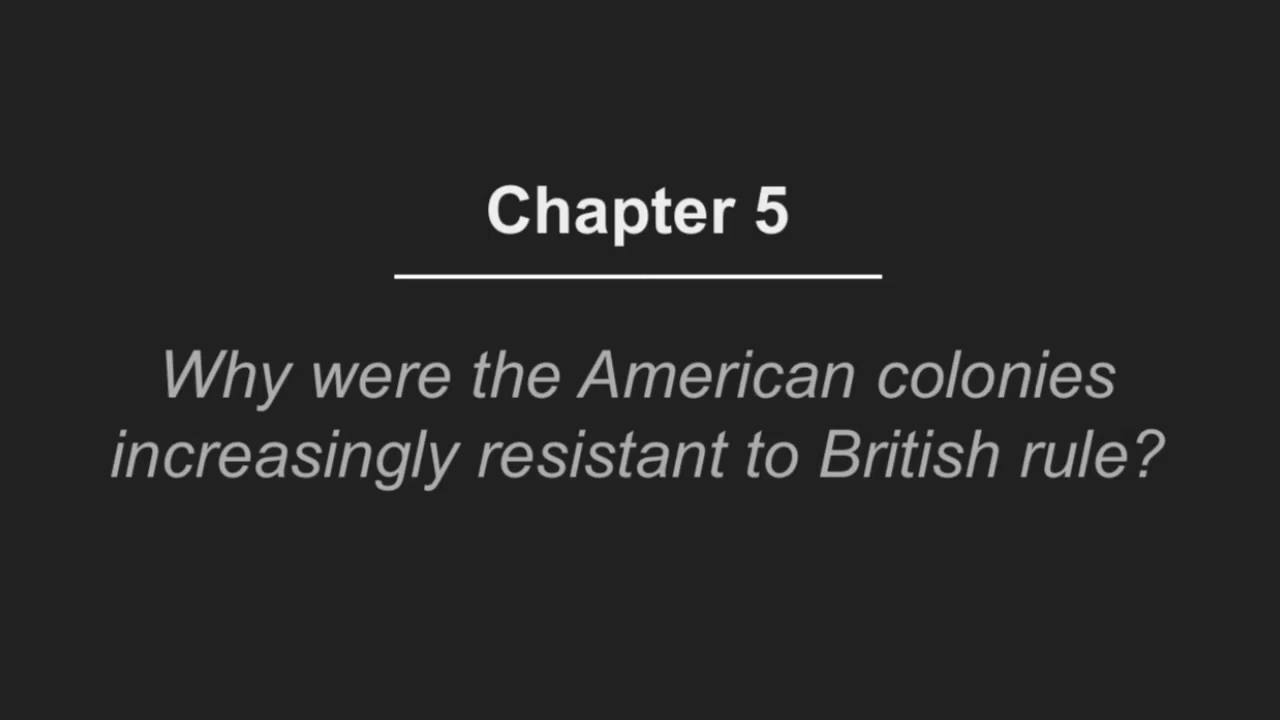 Chapter 5
Why were the American colonies
increasingly resistant to British rule?